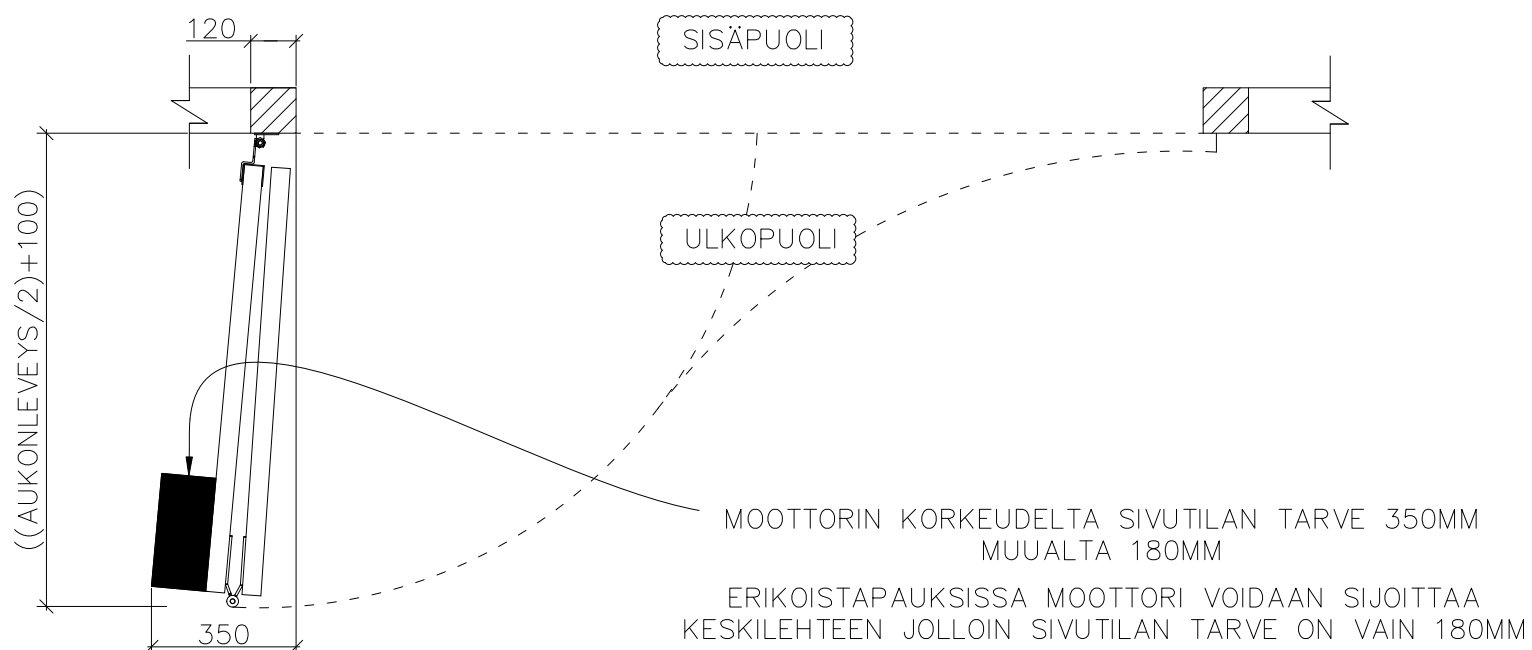 120
SISÄPUOLI
((AUKONLEVEYS/2)+100)
ULKOPUOLI
MOOTTORIN KORKEUDELTA SIVUTILAN TARVE 350MM
MUUALTA 180MM
ERIKOISTAPAUKSISSA MOOTTORI VOIDAAN SIJOITTAA
KESKILEHTEEN JOLLOIN SIVUTILAN TARVE ON VAIN 180MM
350